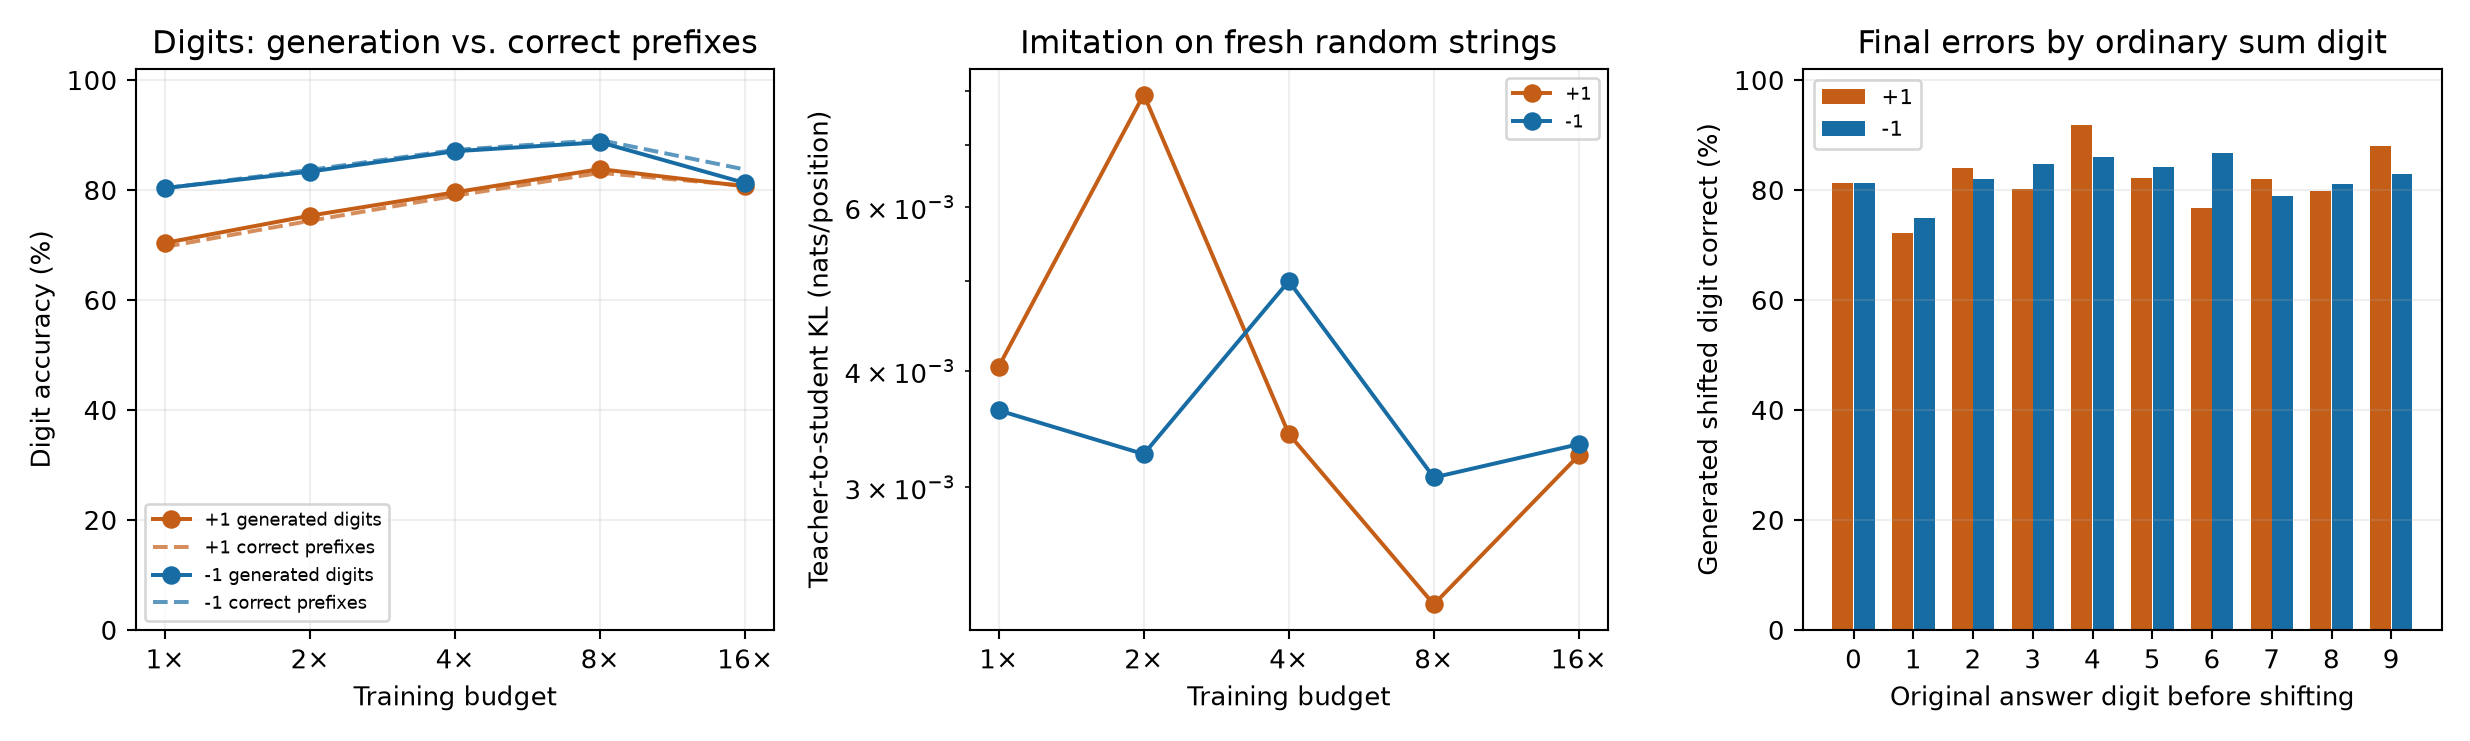 Digits: generation vs. correct prefixes
Digit accuracy (%)
100
80
60
40
20
0
+1 generated digits
+1 correct prefixes
-1 generated digits
-1 correct prefixes
1× 2× 4× 8× 16×
Training budget
Imitation on fresh random strings
Teacher-to-student KL (nats/position)
6 × 10⁻³
4 × 10⁻³
3 × 10⁻³
+1
-1
1× 2× 4× 8× 16×
Training budget
Final errors by ordinary sum digit
Generated shifted digit correct (%)
100
80
60
40
20
0
+1
-1
0 1 2 3 4 5 6 7 8 9
Original answer digit before shifting